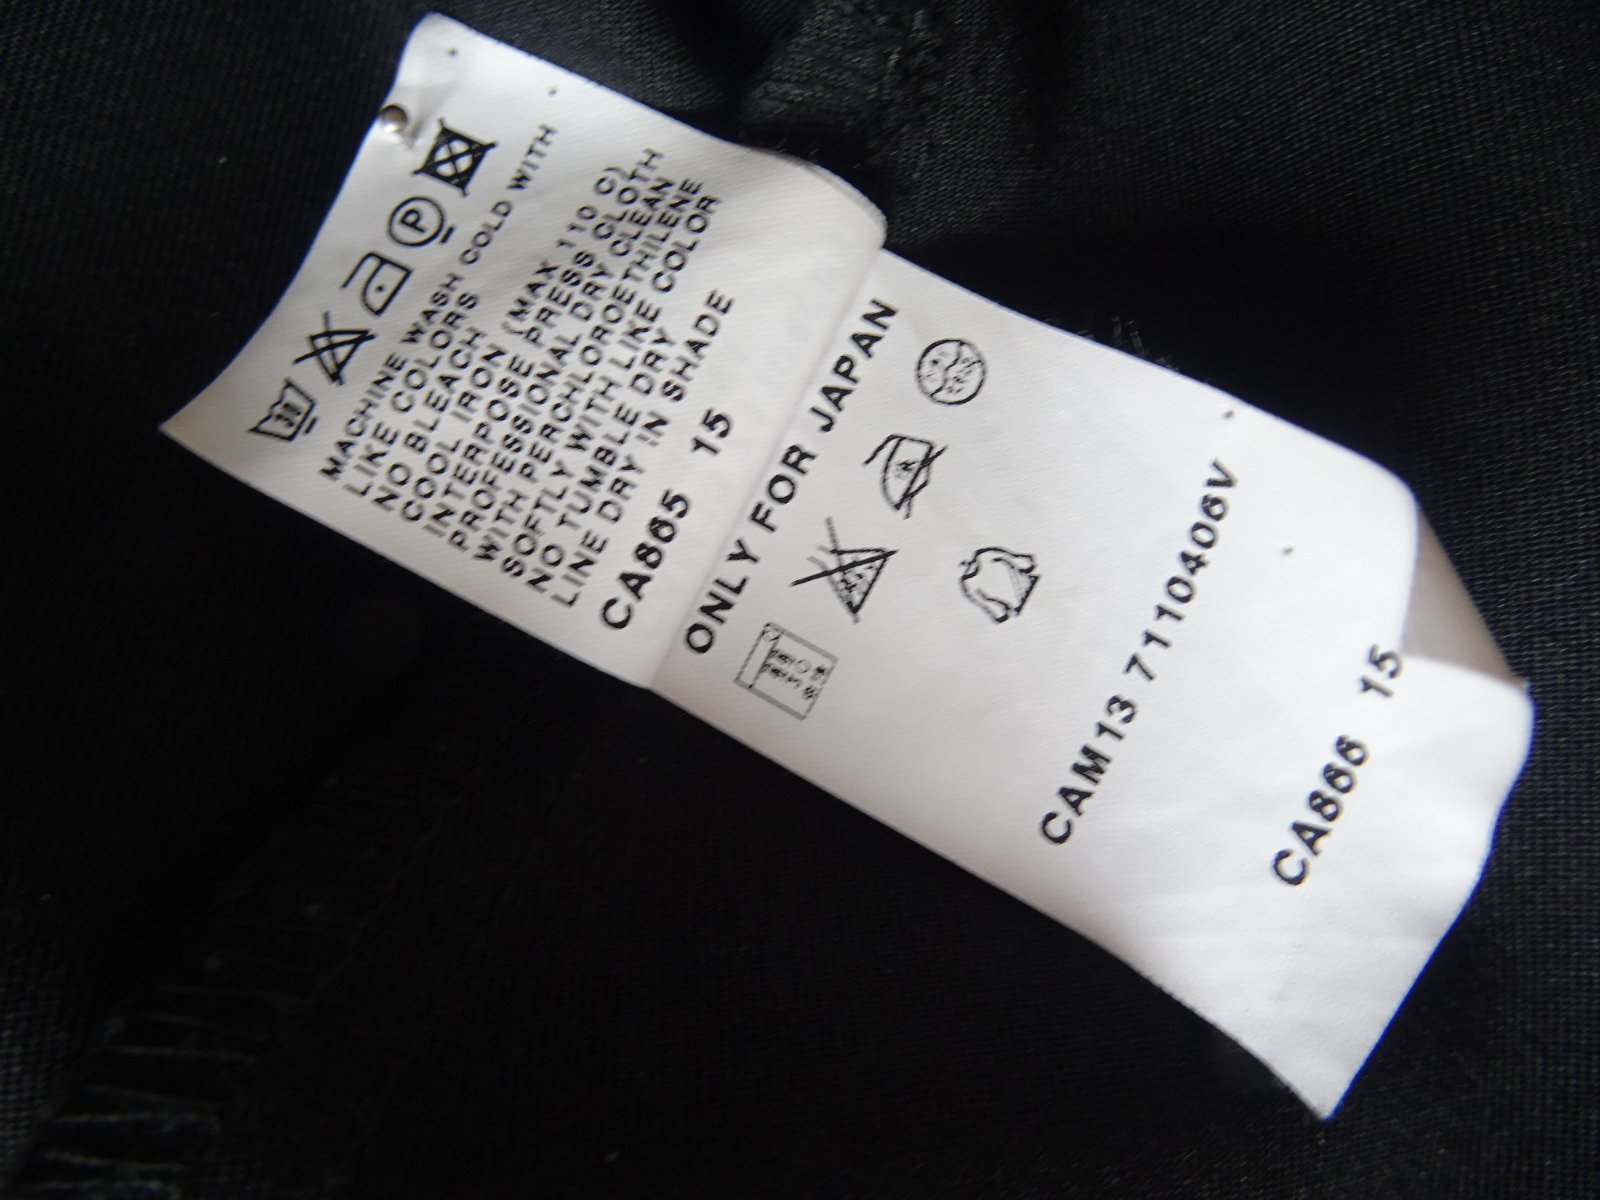 30
P
MACHINE WASH COLD WITH
LIKE COLORS
NO BLEACH
COOL IRON (MAX 110 C)
INTERPOSE PRESS CLOTH
PROFESSIONAL DRY CLEAN
WITH PERCHLOROETHILENE
SOFTLY WITH LIKE COLOR
NO TUMBLE DRY
LINE DRY IN SHADE
CA865 15
ONLY FOR JAPAN
CAM13 7110406V
CA866 15